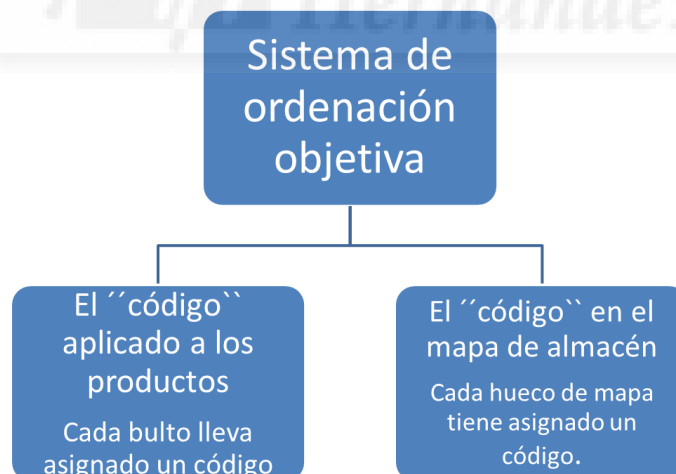 Sistema de
ordenación
objetiva
El ´´código``
aplicado a los
productos
Cada bulto lleva
asignado un código
El ´´código`` en el
mapa de almacén
Cada hueco de mapa
tiene asignado un
código.